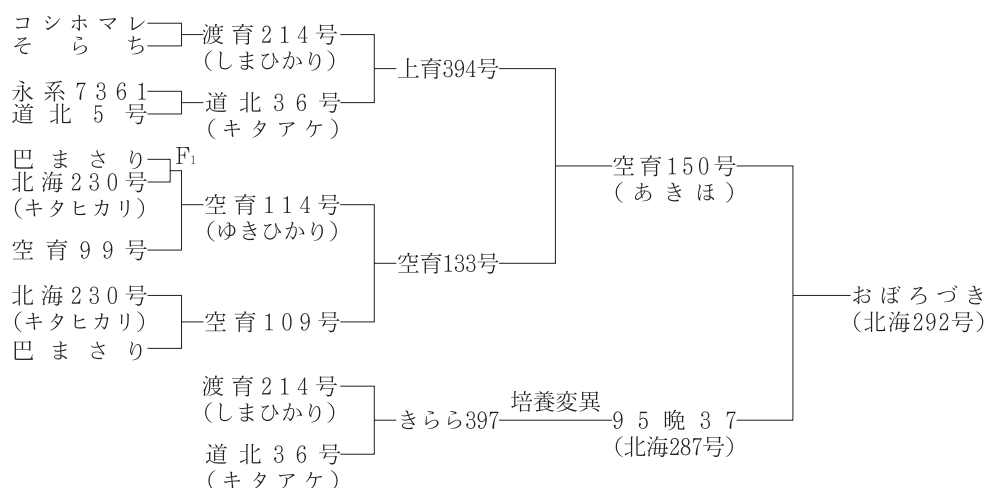 コシホマレ
そらち
渡育214号
(しまひかり)
永系7361
道北5号
道北36号
(キタアケ)
上育394号
巴まさり
F1
北海230号
(キタヒカリ)
空育99号
空育114号
(ゆきひかり)
北海230号
(キタヒカリ)
巴まさり
空育109号
空育133号
空育150号
(あきほ)
渡育214号
(しまひかり)
道北36号
(キタアケ)
きらら397
培養変異
95晩37
(北海287号)
おぼろづき
(北海292号)